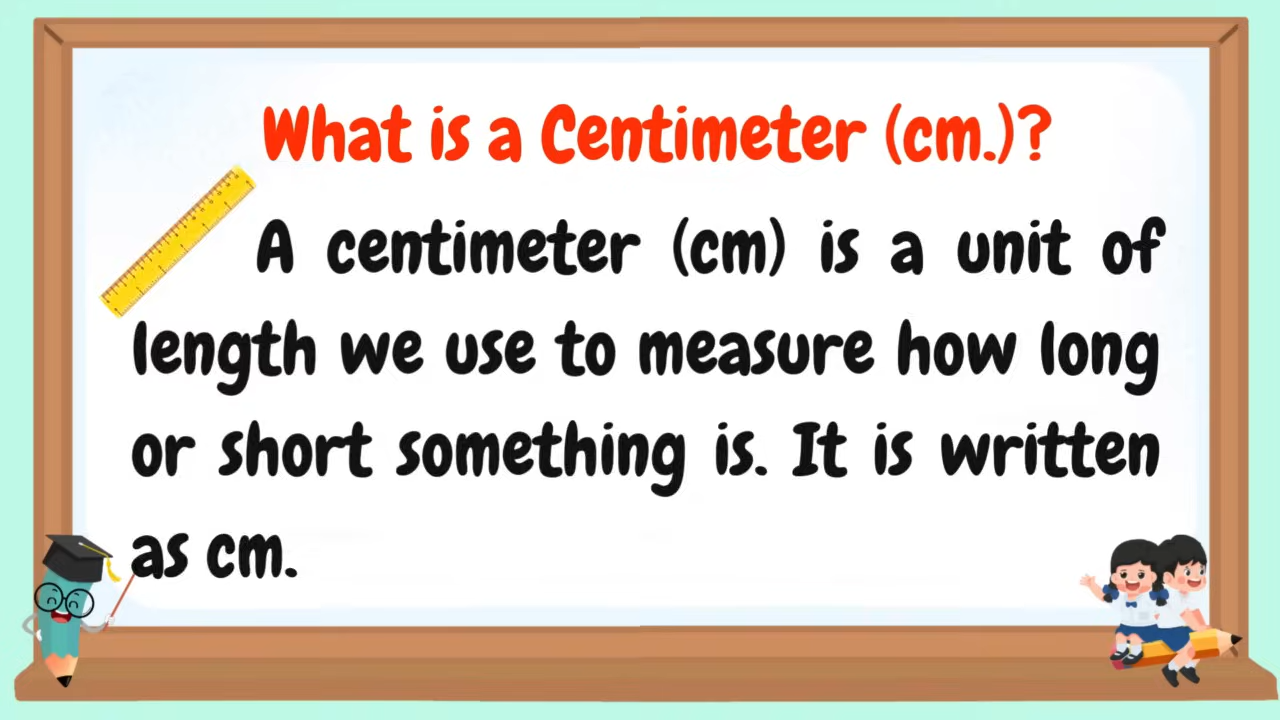 What is a Centimeter (cm.)?
A centimeter (cm) is a unit of
length we use to measure how long
or short something is. It is written
as cm.